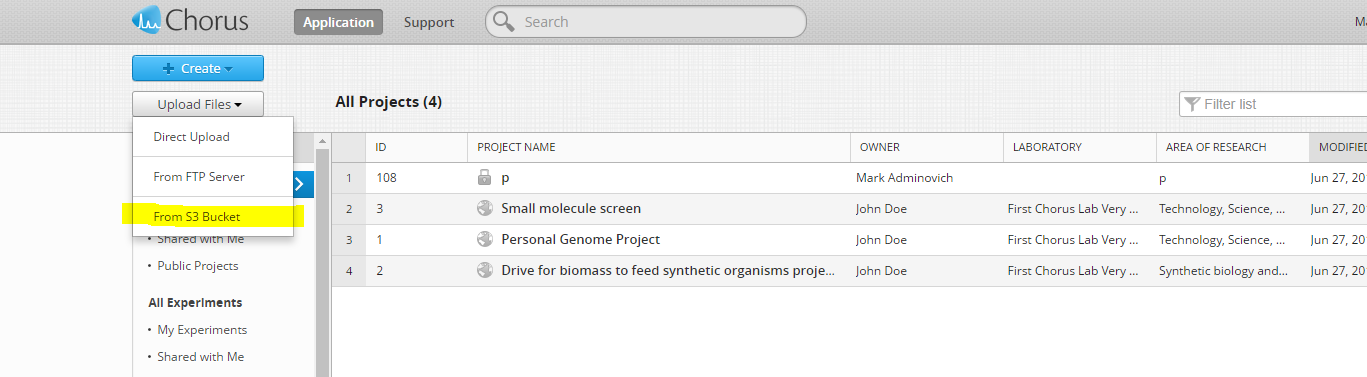 Chorus Application Support Search
+ Create
Upload Files All Projects (4) Filter list
Direct Upload
From FTP Server
From S3 Bucket
Shared with Me
• Public Projects
All Experiments
• My Experiments
• Shared with Me
ID PROJECT NAME OWNER LABORATORY AREA OF RESEARCH MODIFIED
1 108 p Mark Adminovich p
2 3 Small molecule screen John Doe First Chorus Lab Very ... Technology, Science, ... Jun 27, 20
3 1 Personal Genome Project John Doe First Chorus Lab Very ... Technology, Science, ... Jun 27, 20
4 2 Drive for biomass to feed synthetic organisms proje... John Doe First Chorus Lab Very ... Synthetic biology and... Jun 27, 20